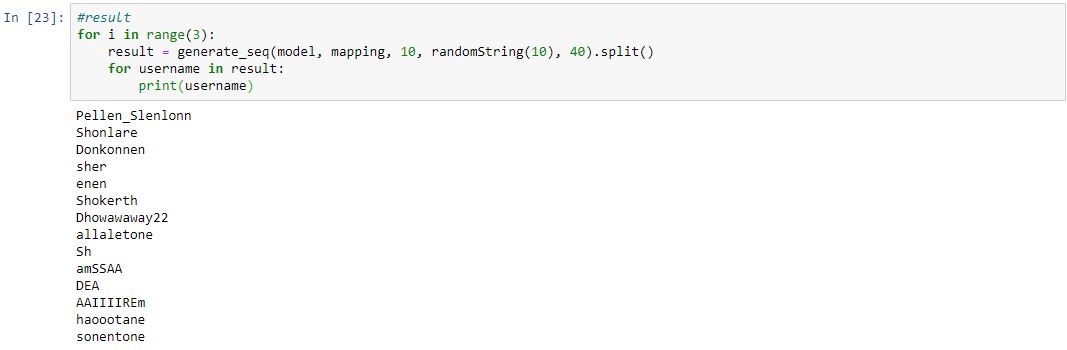 In [23]: #result
for i in range(3):
    result = generate_seq(model, mapping, 10, randomString(10), 40).split()
    for username in result:
        print(username)
Pellen_Slenlonn
Shonlare
Donkonnen
sher
enen
Shokerth
Dhowawaway22
allaletone
Sh
amSSAA
DEA
AAIIIIREm
haoootane
sonentone